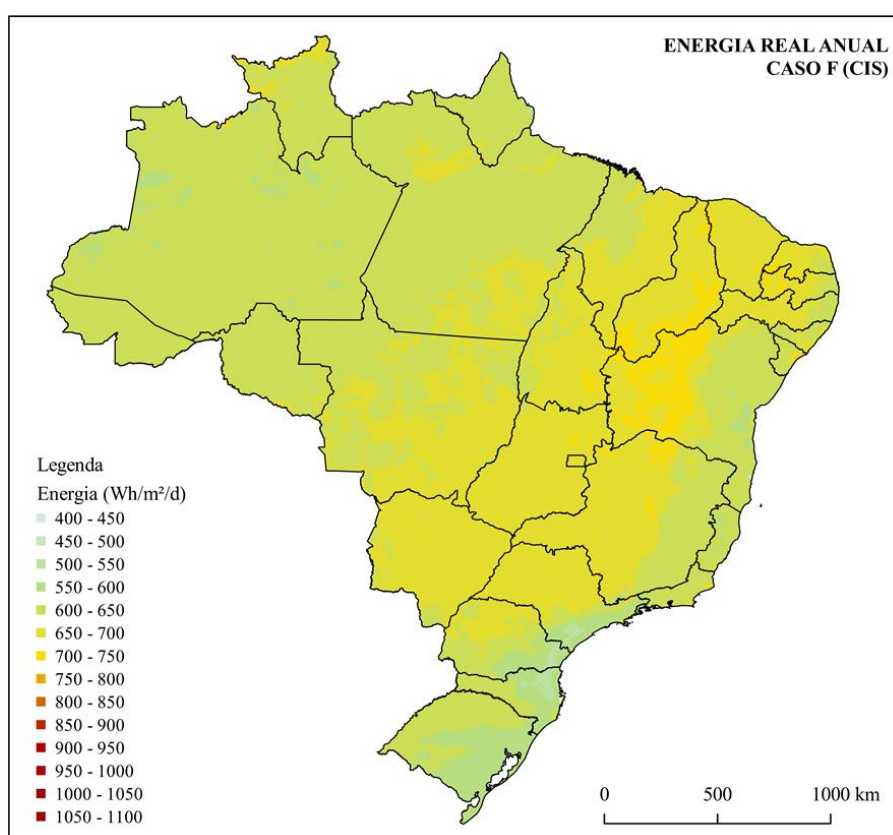 ENERGIA REAL ANUAL
CASO F (CIS)
Legenda
Energia (Wh/m²/d)
400 - 450
450 - 500
500 - 550
550 - 600
600 - 650
650 - 700
700 - 750
750 - 800
800 - 850
850 - 900
900 - 950
950 - 1000
1000 - 1050
1050 - 1100
0 500 1000 km